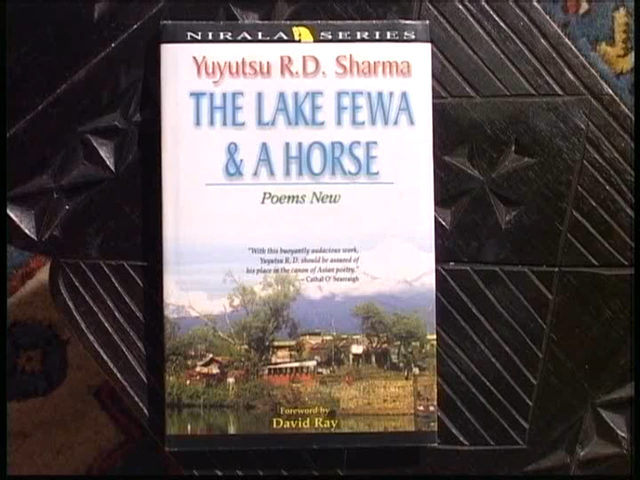 NIRALA SERIES
Yuyutsu R.D. Sharma
THE LAKE FEWA
& A HORSE
Poems New
"With this buoyantly audacious work,
Yuyutsu R. D. should be assured of
his place in the canon of Asian poetry."
— Cathal O' Searcaigh
Foreword by
David Ray